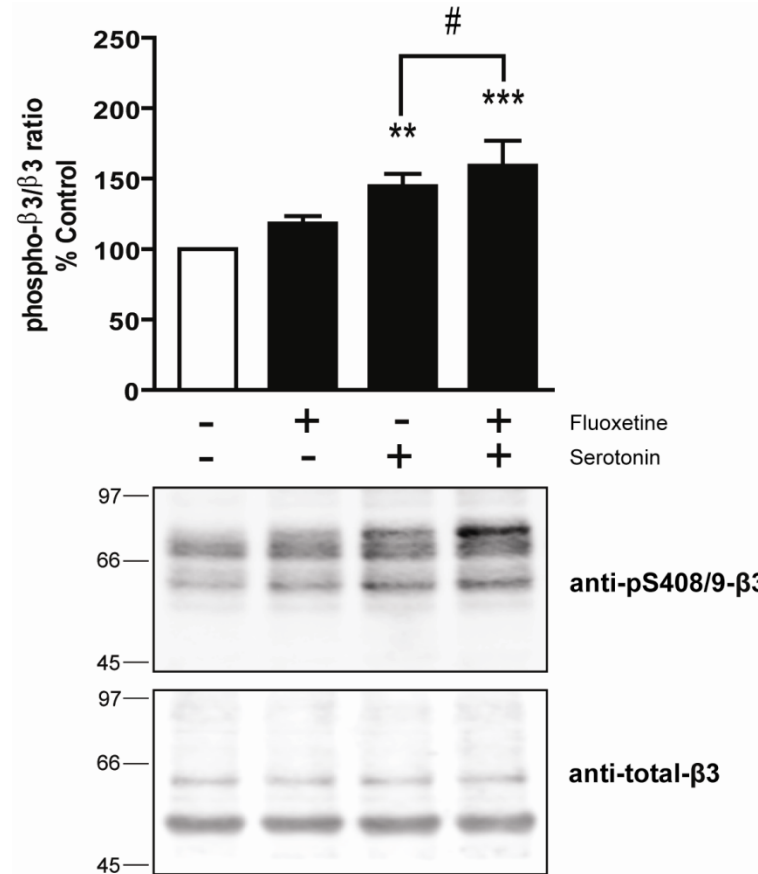 #
250
200
150
100
50
0
phospho-β3/β3 ratio
% Control
**
***
- + - + Fluoxetine
- - + + Serotonin
97
66
45
anti-pS408/9-β3
97
66
45
anti-total-β3